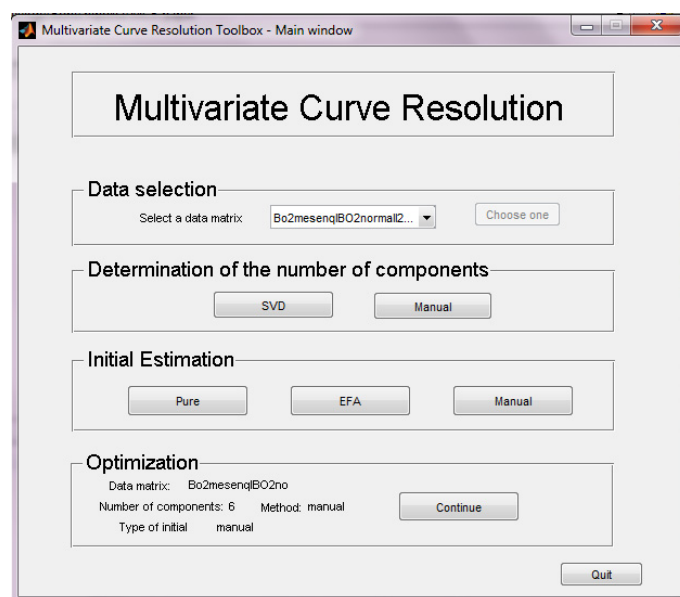 Multivariate Curve Resolution Toolbox - Main window
Multivariate Curve Resolution
Data selection
Select a data matrix Bo2mesenqlBO2normall2... Choose one
Determination of the number of components
SVD Manual
Initial Estimation
Pure EFA Manual
Optimization
Data matrix: Bo2mesenqlBO2no
Number of components: 6 Method: manual Continue
Type of initial manual
Quit